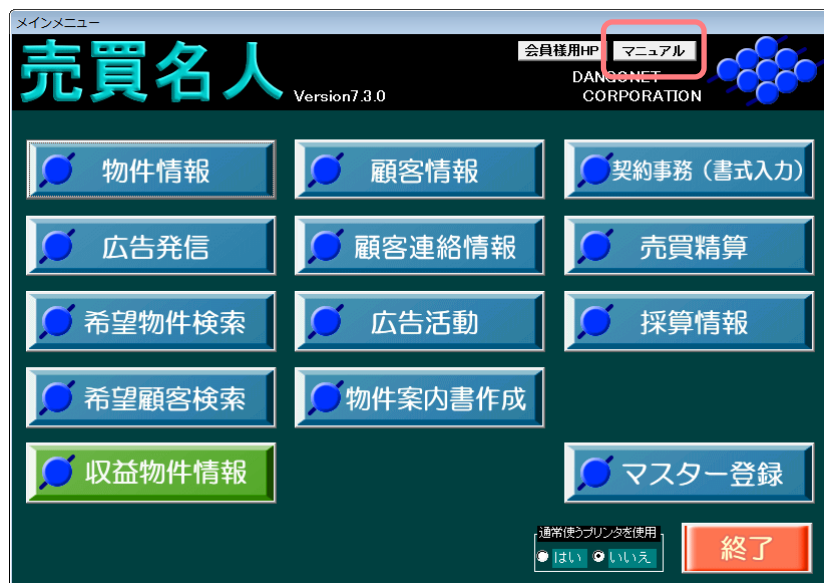 メインメニュー
売買名人 Version7.3.0
会員様用HP マニュアル
DANGONET
CORPORATION
物件情報 顧客情報 契約事務（書式入力）
広告発信 顧客連絡情報 売買精算
希望物件検索 広告活動 採算情報
希望顧客検索 物件案内書作成
収益物件情報 マスター登録
通常使うプリンタを使用
はい いいえ
終了